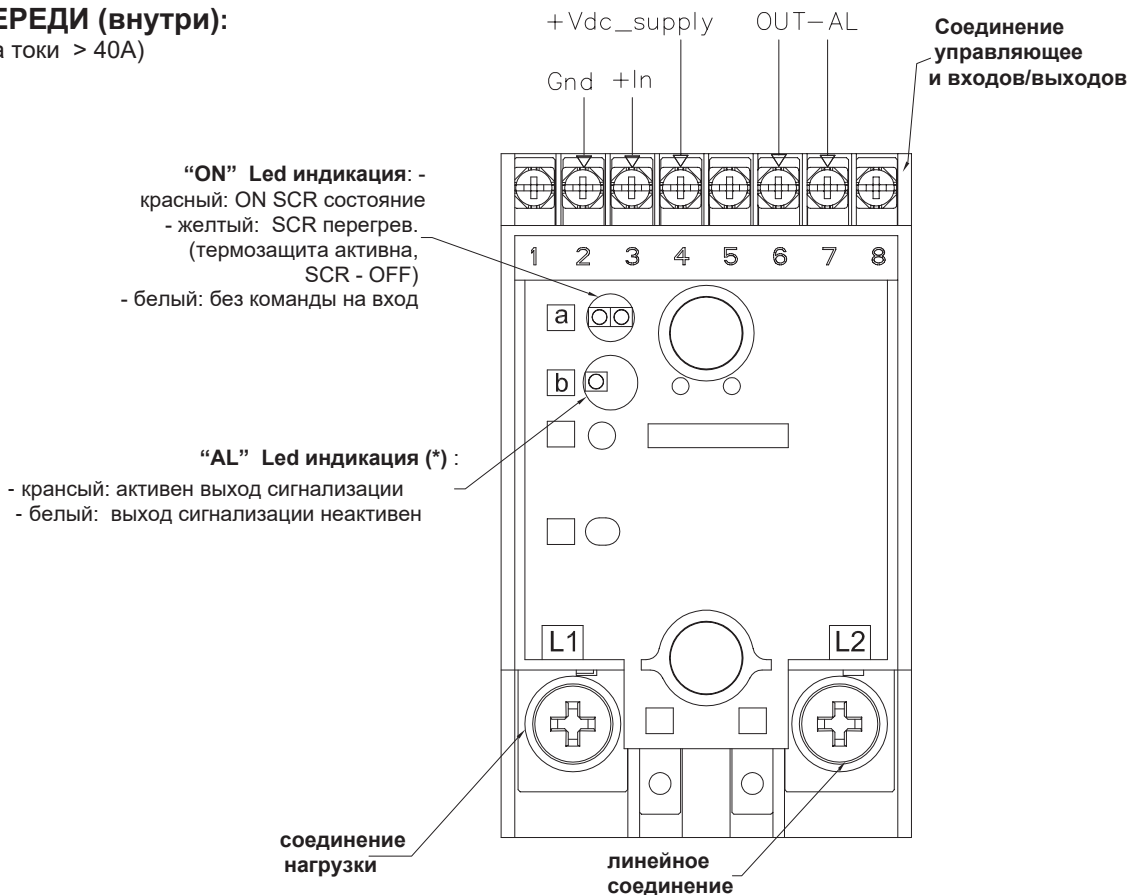 ЕРЕДИ (внутри):
а токи > 40А)
+Vdc_supply OUT-AL
Gnd +In
Соединение
управляющее
и входов/выходов
“ON” Led индикация: -
красный: ON SCR состояние
- желтый: SCR перегрев.
(термозащита активна,
SCR - OFF)
- белый: без команды на вход
1 2 3 4 5 6 7 8
a
b
“AL” Led индикация (*) :
- крансый: активен выход сигнализации
- белый: выход сигнализации неактивен
L1 L2
соединение
нагрузки
линейное
соединение